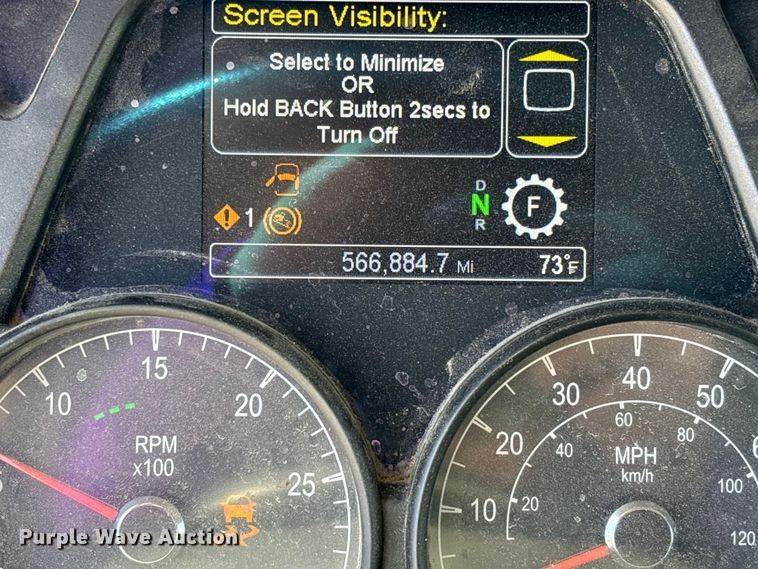 Screen Visibility:
Select to Minimize
OR
Hold BACK Button 2secs to
Turn Off
D
N
R
F
1
566,884.7 Mi
73°F
10
15
20
25
RPM
x100
10
20
30
40
50
20
40
60
80
100
120
MPH
km/h
Purple Wave Auction